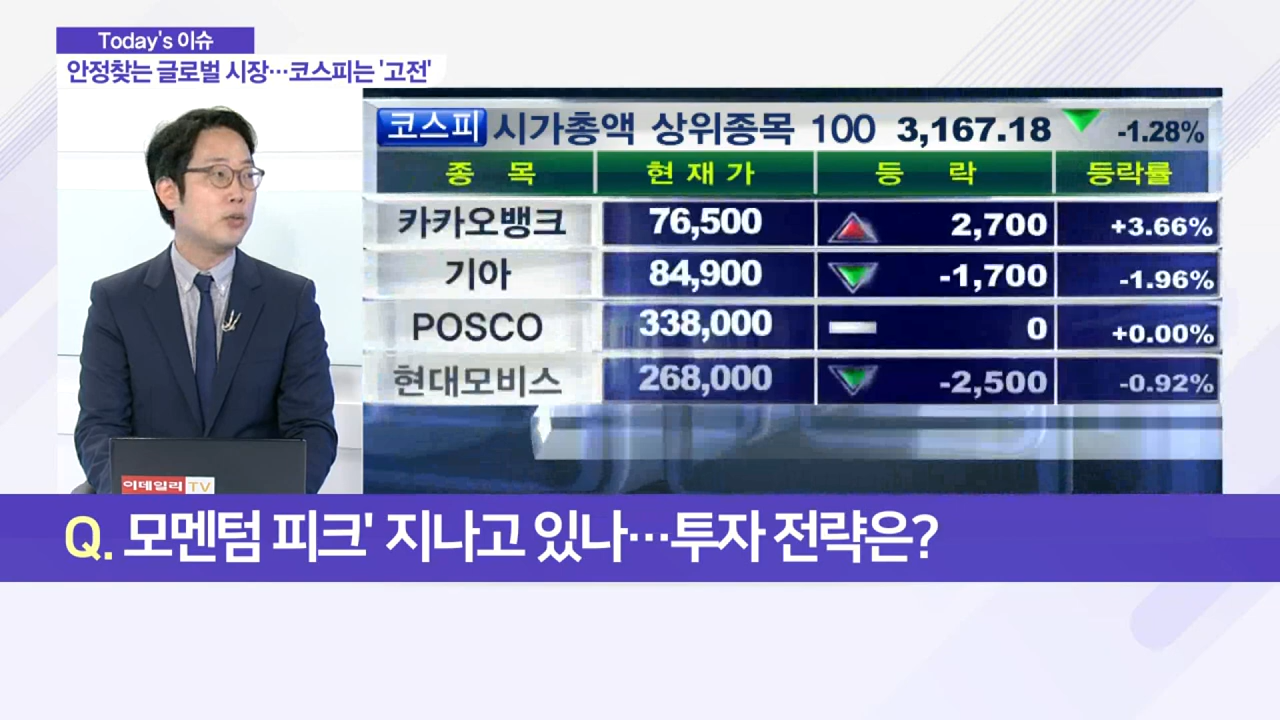 Today's 이슈
안정찾는 글로벌 시장…코스피는 '고전'
코스피 시가총액 상위종목 100 3,167.18 -1.28%
종 목 현재가 등 락 등락률
카카오뱅크 76,500 2,700 +3.66%
기아 84,900 -1,700 -1.96%
POSCO 338,000 0 +0.00%
현대모비스 268,000 -2,500 -0.92%
이데일리 TV
Q. 모멘텀 피크' 지나고 있나…투자 전략은?